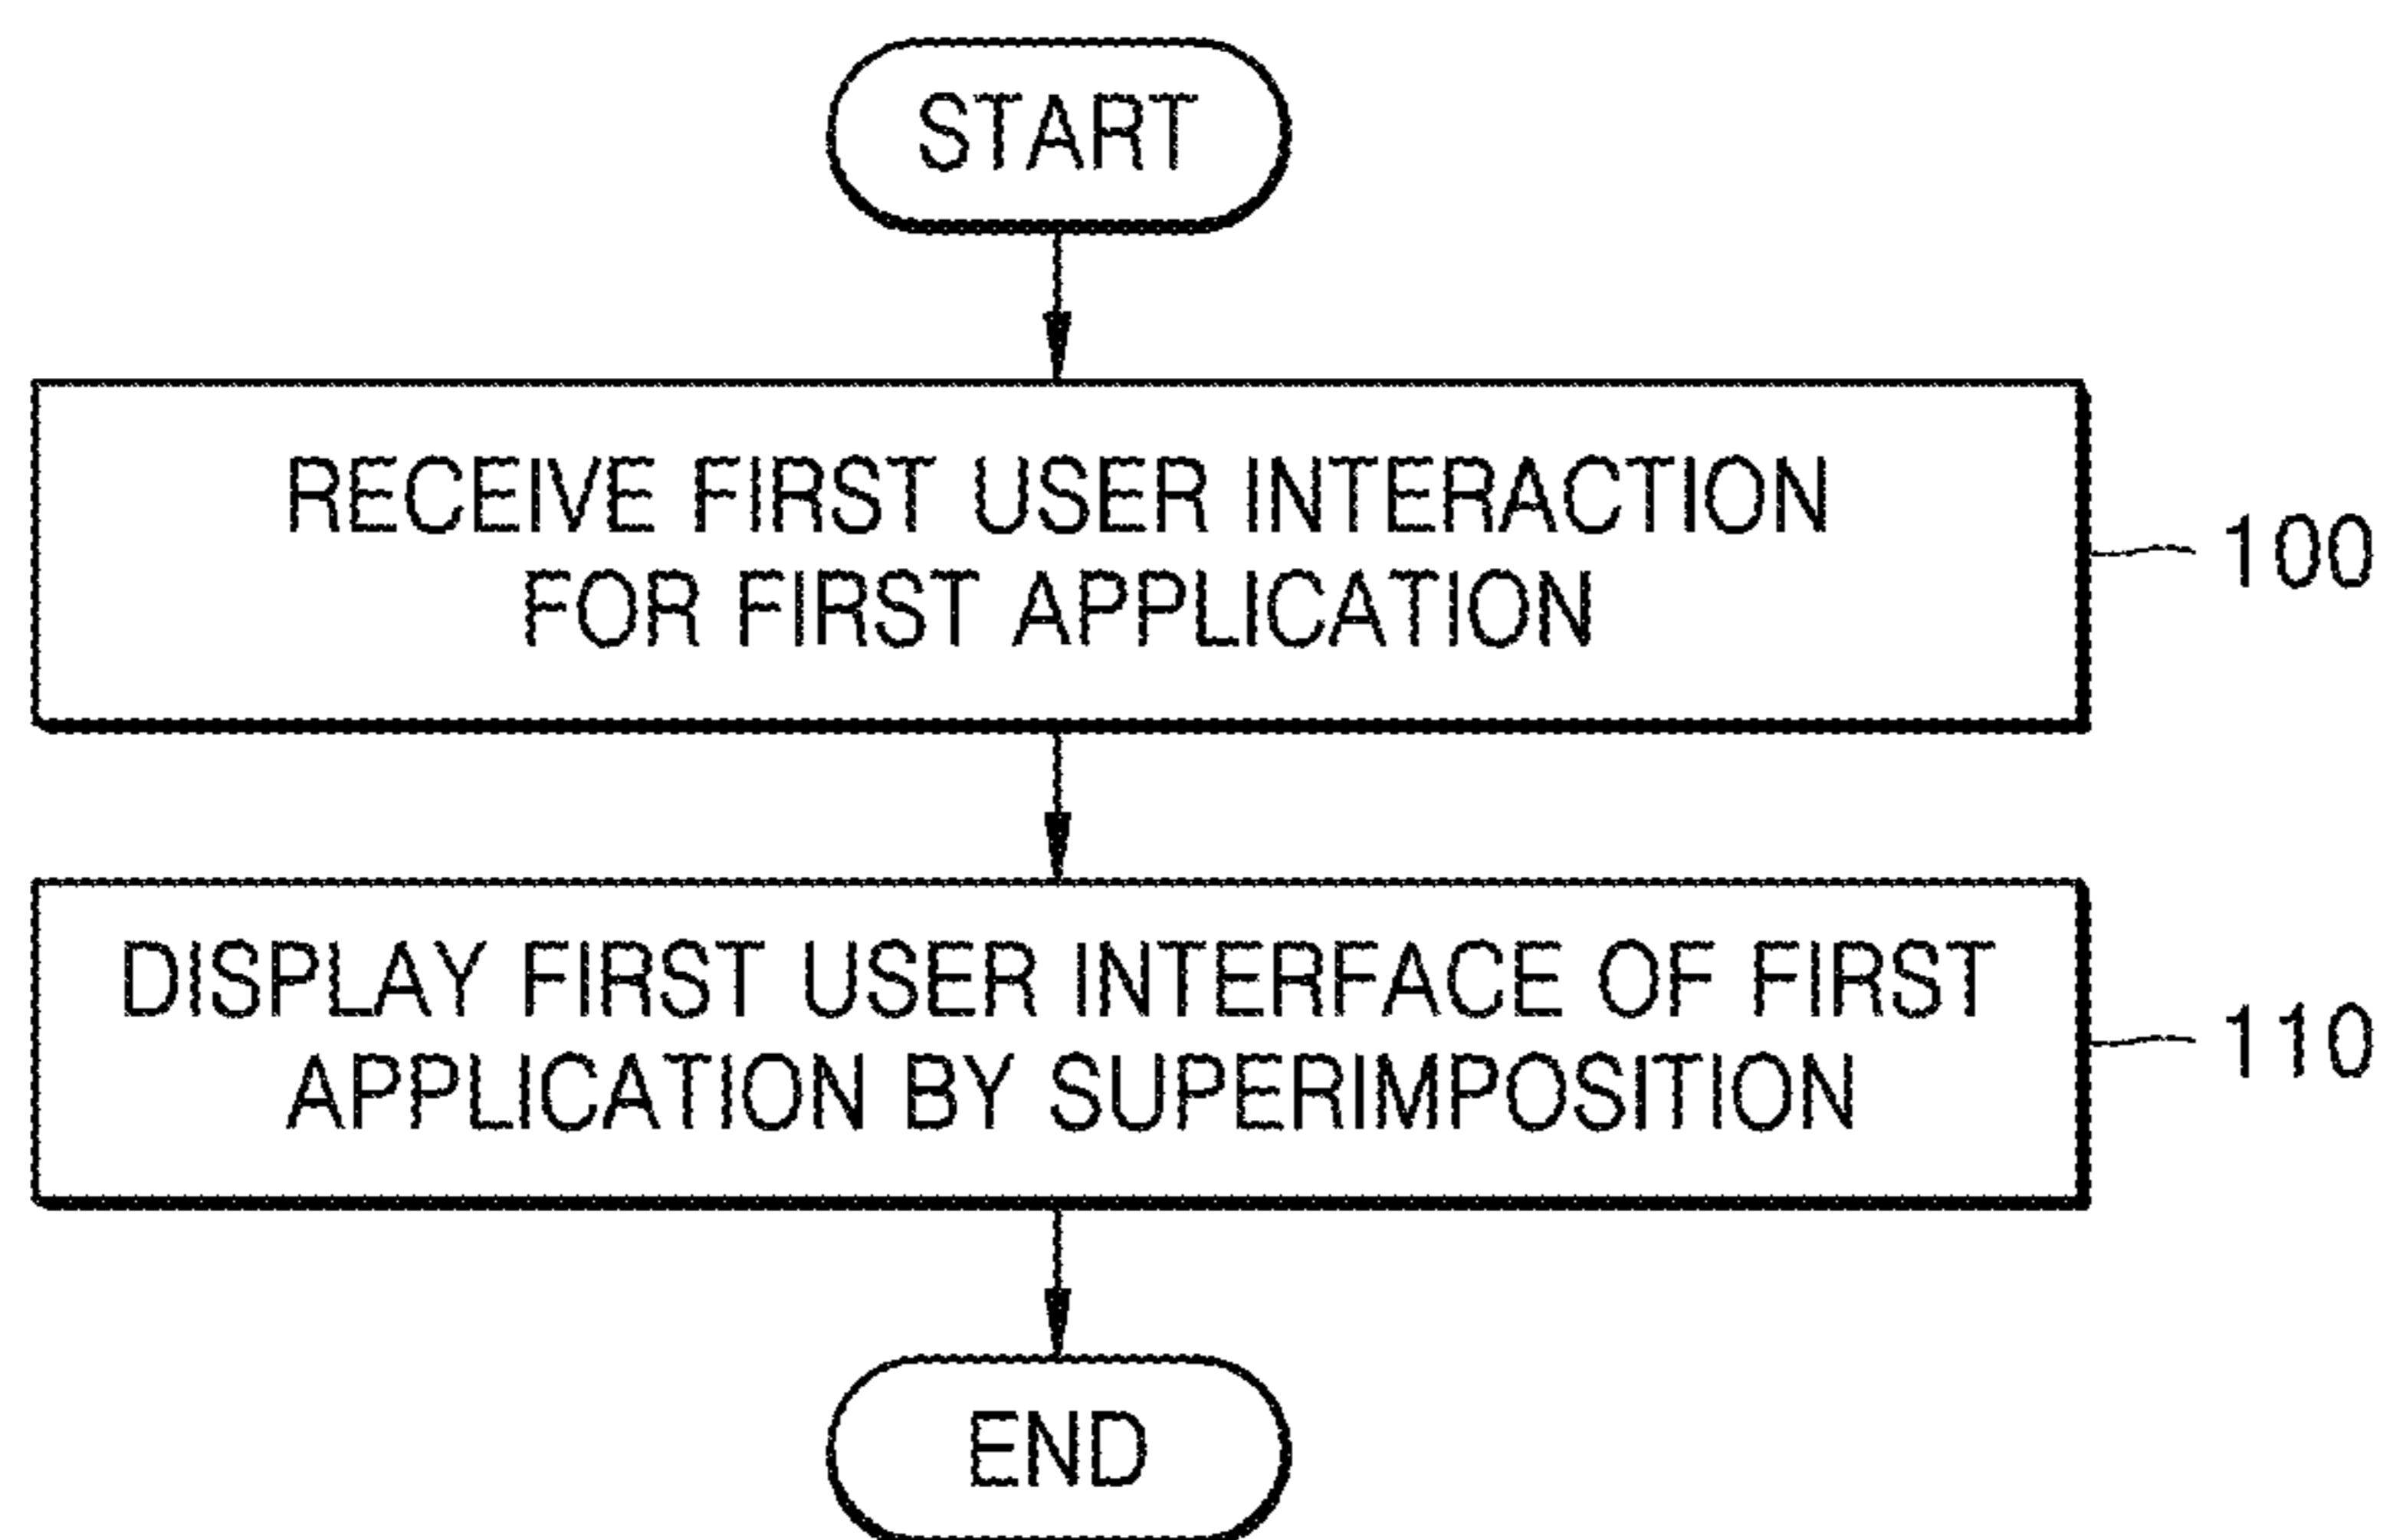 START
RECEIVE FIRST USER INTERACTION
FOR FIRST APPLICATION
100
DISPLAY FIRST USER INTERFACE OF FIRST
APPLICATION BY SUPERIMPOSITION
110
END